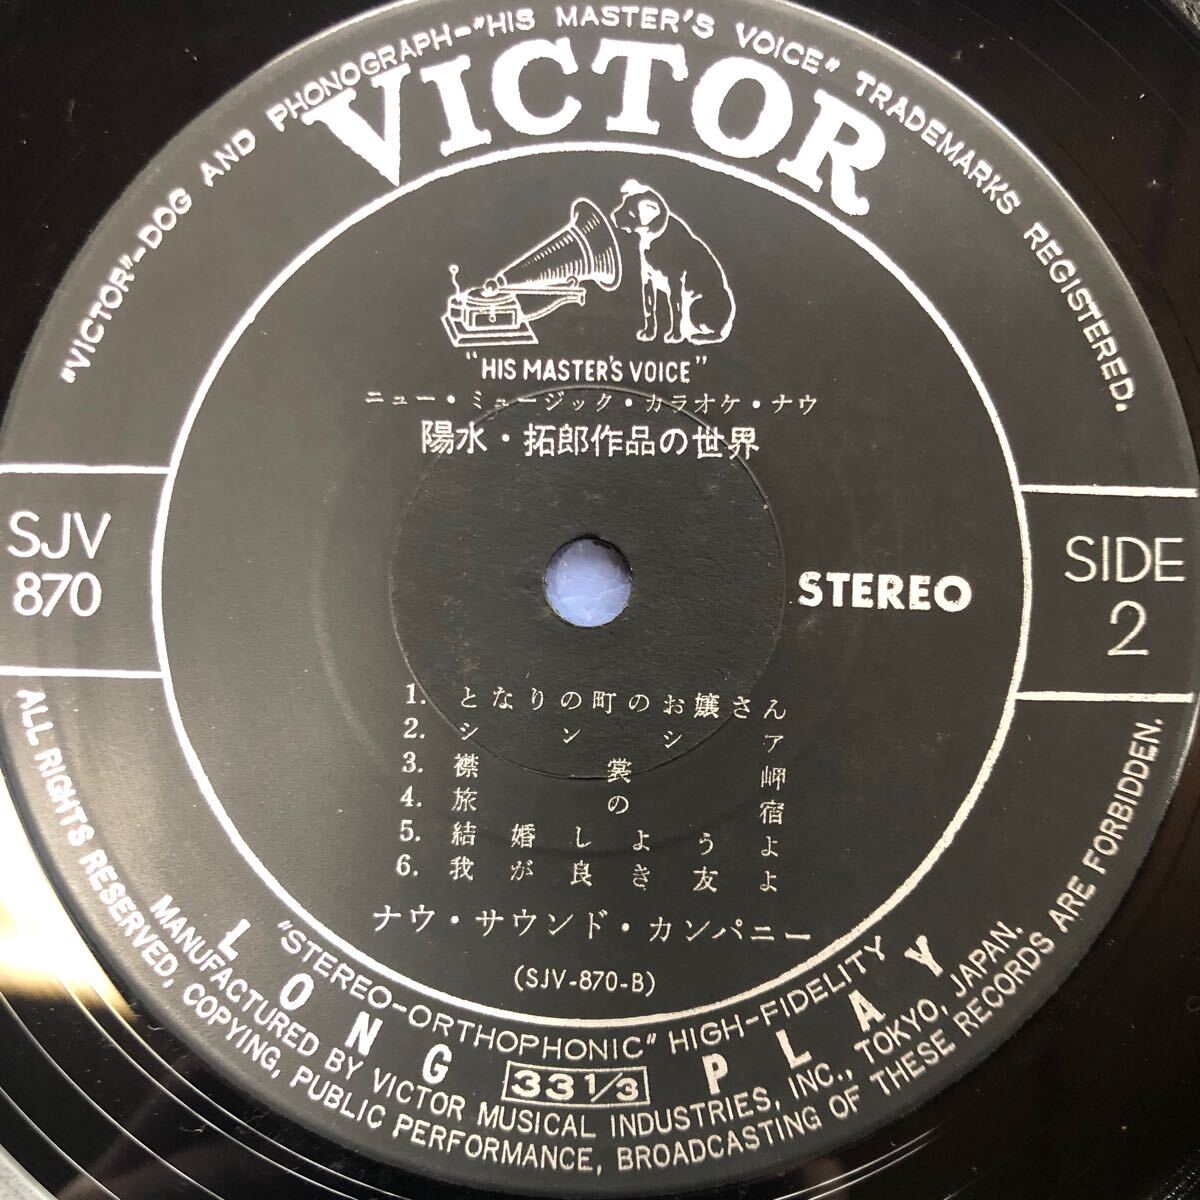 "VICTOR"-DOG AND PHONOGRAPH-"HIS MASTER'S VOICE" TRADEMARKS REGISTERED.
VICTOR
"HIS MASTER'S VOICE"
ニュー・ミュージック・カラオケ・ナウ
陽水・拓郎作品の世界
SJV
870
STEREO
SIDE
2
1. となりの町のお嬢さん
2. シンシア
3. 襟裳岬
4. 旅の宿
5. 結婚しようよ
6. 我が良き友よ
ナウ・サウンド・カンパニー
(SJV-870-B)
"STEREO-ORTHOPHONIC" HIGH-FIDELITY
LONG 33 1/3 PLAY
MANUFACTURED BY VICTOR MUSICAL INDUSTRIES, INC., TOKYO, JAPAN.
ALL RIGHTS RESERVED, COPYING, PUBLIC PERFORMANCE, BROADCASTING OF THESE RECORDS ARE FORBIDDEN.